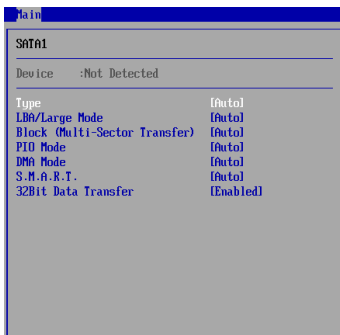 Main
SATA1
Device :Not Detected
Type [Auto]
LBA/Large Mode [Auto]
Block (Multi-Sector Transfer) [Auto]
PIO Mode [Auto]
DMA Mode [Auto]
S.M.A.R.T. [Auto]
32Bit Data Transfer [Enabled]